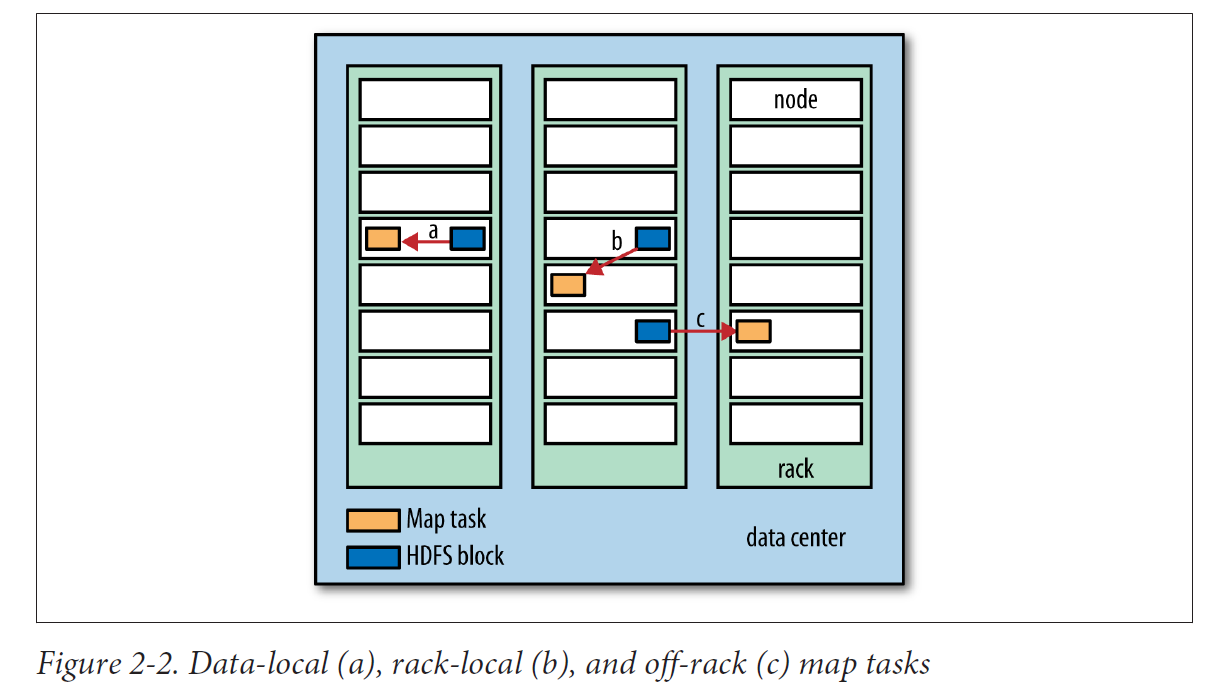 node
a
b
c
rack
Map task
HDFS block
data center
Figure 2-2. Data-local (a), rack-local (b), and off-rack (c) map tasks